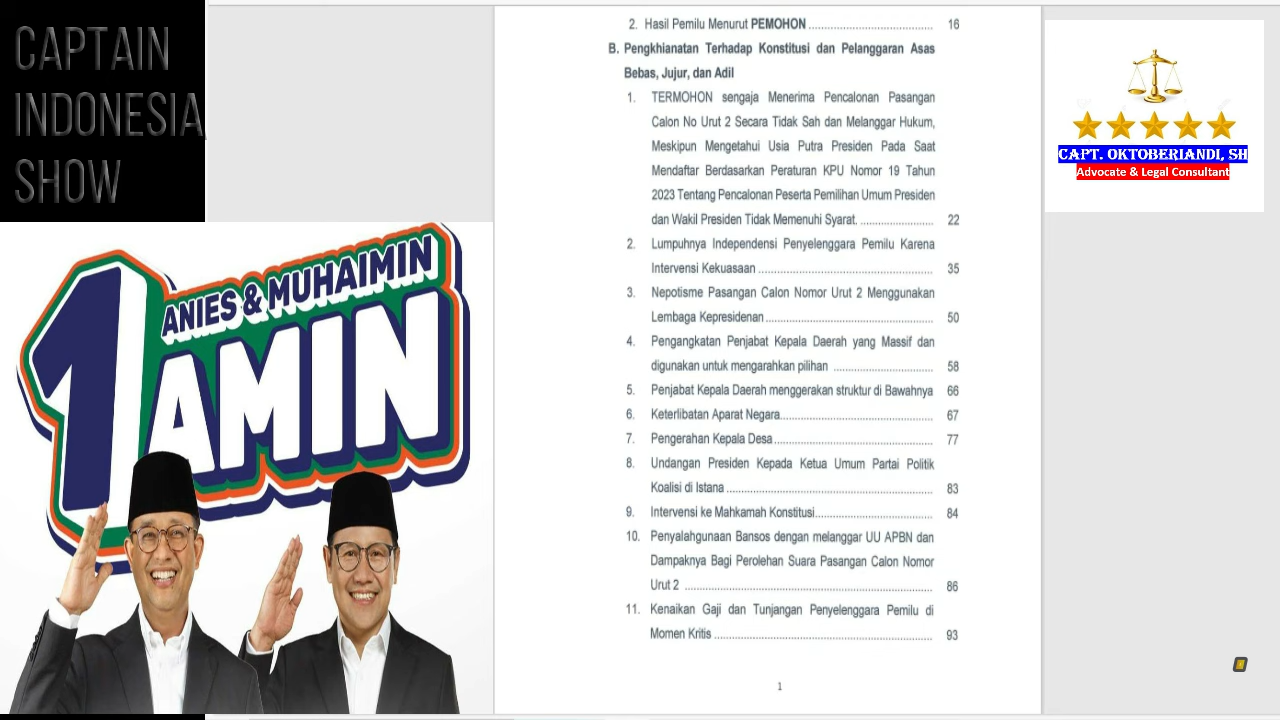 CAPTAIN
INDONESIA
SHOW
1
ANIES & MUHAIMIN
AMIN
2. Hasil Pemilu Menurut PEMOHON ........................................ 16
B. Pengkhianatan Terhadap Konstitusi dan Pelanggaran Asas
Bebas, Jujur, dan Adil
1. TERMOHON sengaja Menerima Pencalonan Pasangan
Calon No Urut 2 Secara Tidak Sah dan Melanggar Hukum,
Meskipun Mengetahui Usia Putra Presiden Pada Saat
Mendaftar Berdasarkan Peraturan KPU Nomor 19 Tahun
2023 Tentang Pencalonan Peserta Pemilihan Umum Presiden
dan Wakil Presiden Tidak Memenuhi Syarat. ........................ 22
2. Lumpuhnya Independensi Penyelenggara Pemilu Karena
Intervensi Kekuasaan ......................................................... 35
3. Nepotisme Pasangan Calon Nomor Urut 2 Menggunakan
Lembaga Kepresidenan ....................................................... 50
4. Pengangkatan Penjabat Kepala Daerah yang Massif dan
digunakan untuk mengarahkan pilihan ................................ 58
5. Penjabat Kepala Daerah menggerakan struktur di Bawahnya 66
6. Keterlibatan Aparat Negara.................................................. 67
7. Pengerahan Kepala Desa.................................................... 77
8. Undangan Presiden Kepada Ketua Umum Partai Politik
Koalisi di Istana .................................................................. 83
9. Intervensi ke Mahkamah Konstitusi...................................... 84
10. Penyalahgunaan Bansos dengan melanggar UU APBN dan
Dampaknya Bagi Perolehan Suara Pasangan Calon Nomor
Urut 2 ................................................................................ 86
11. Kenaikan Gaji dan Tunjangan Penyelenggara Pemilu di
Momen Kritis ...................................................................... 93
1
CAPT. OKTOBERIANDI, SH
Advocate & Legal Consultant